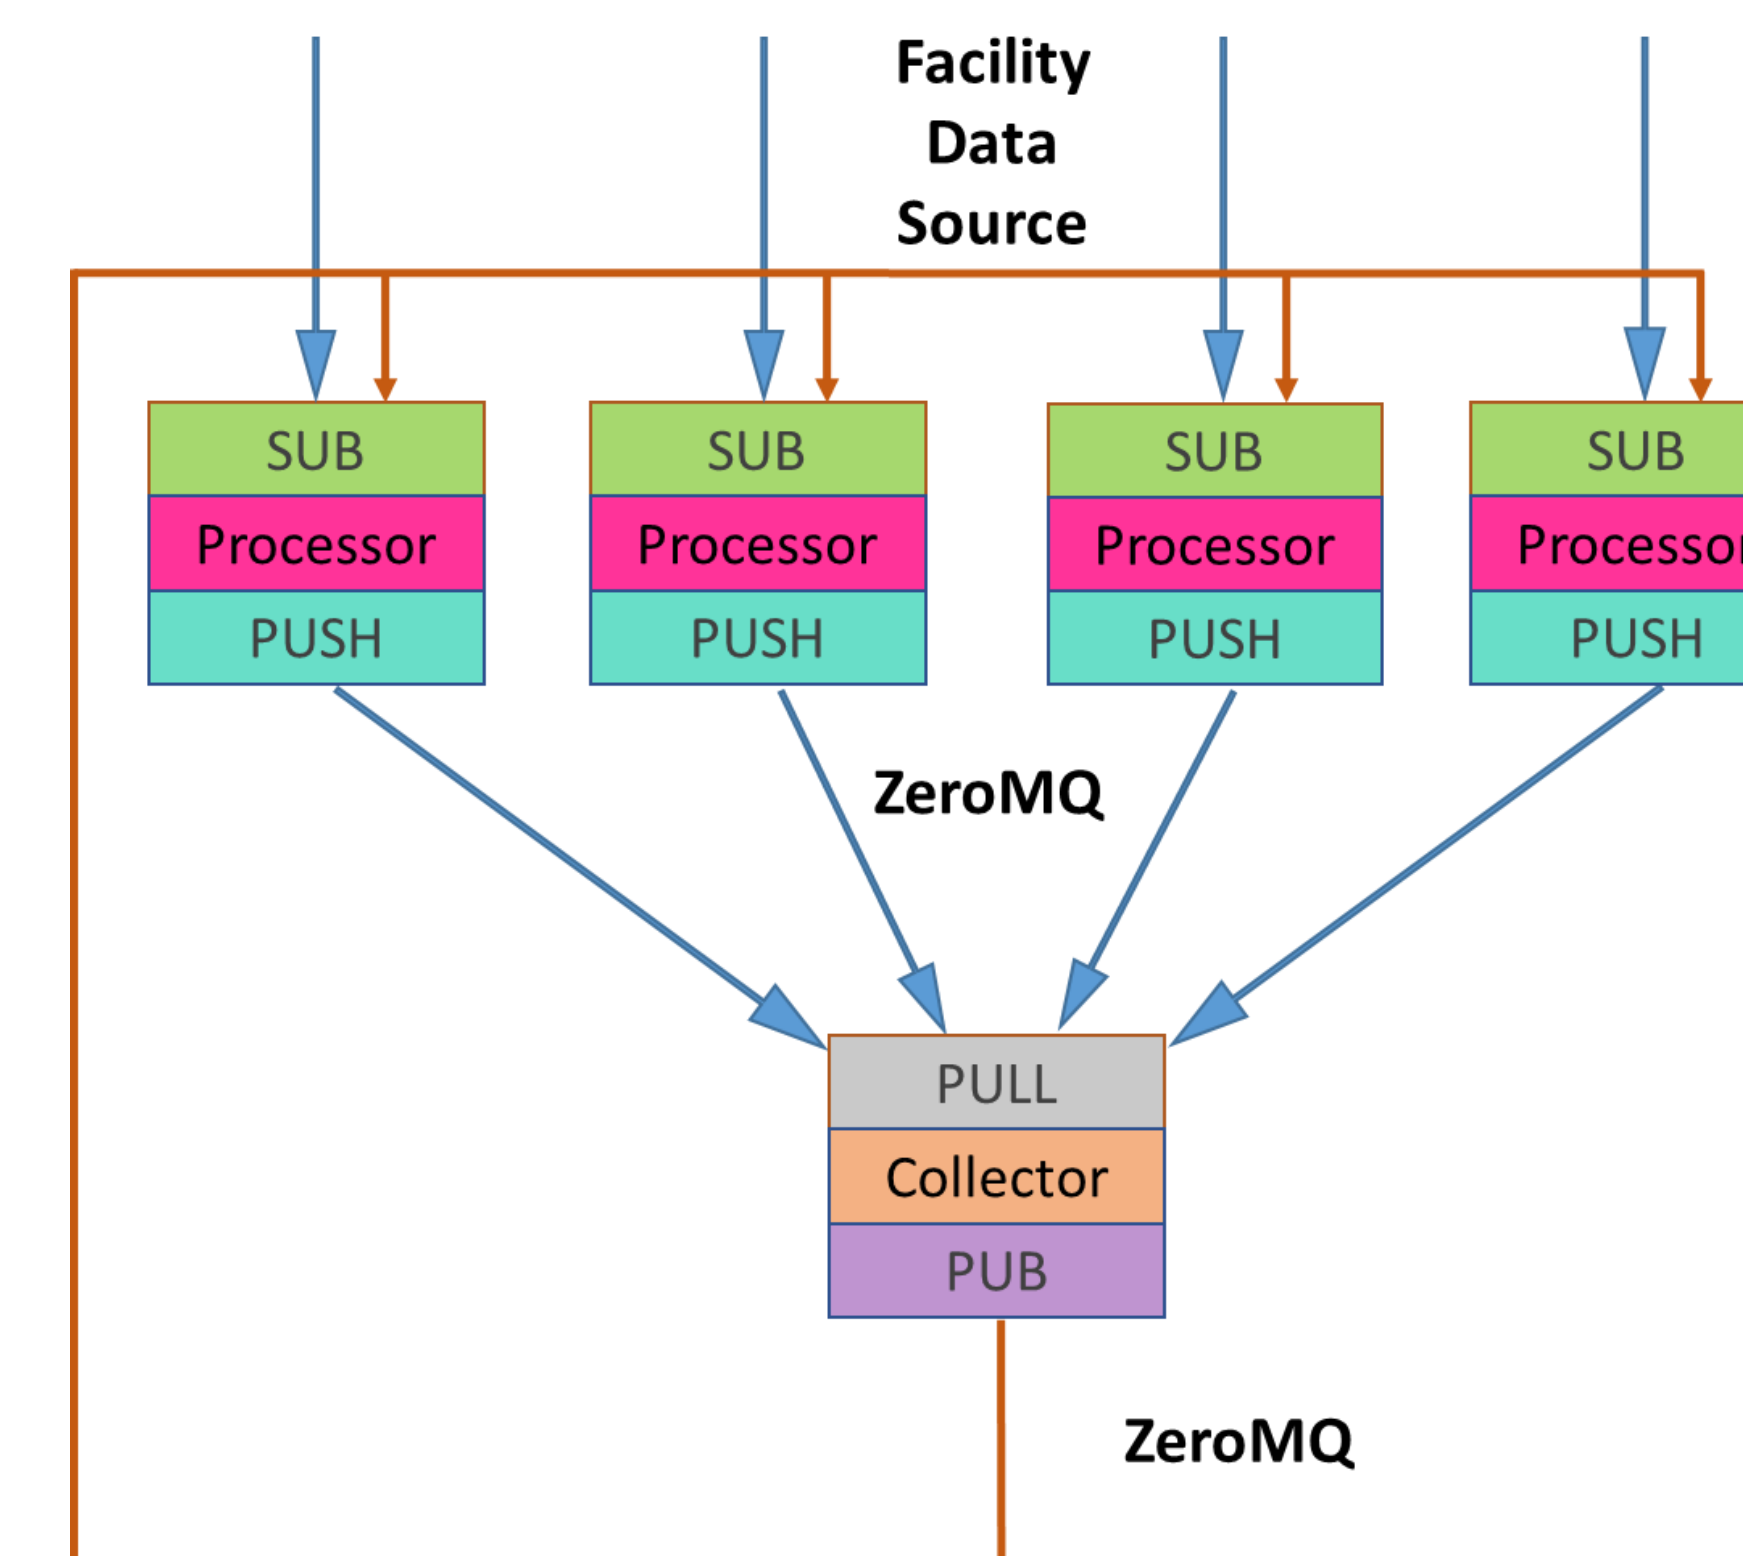 Facility
Data
Source
SUB SUB SUB SUB
Processor Processor Processor Processor
PUSH PUSH PUSH PUSH
ZeroMQ
PULL
Collector
PUB
ZeroMQ